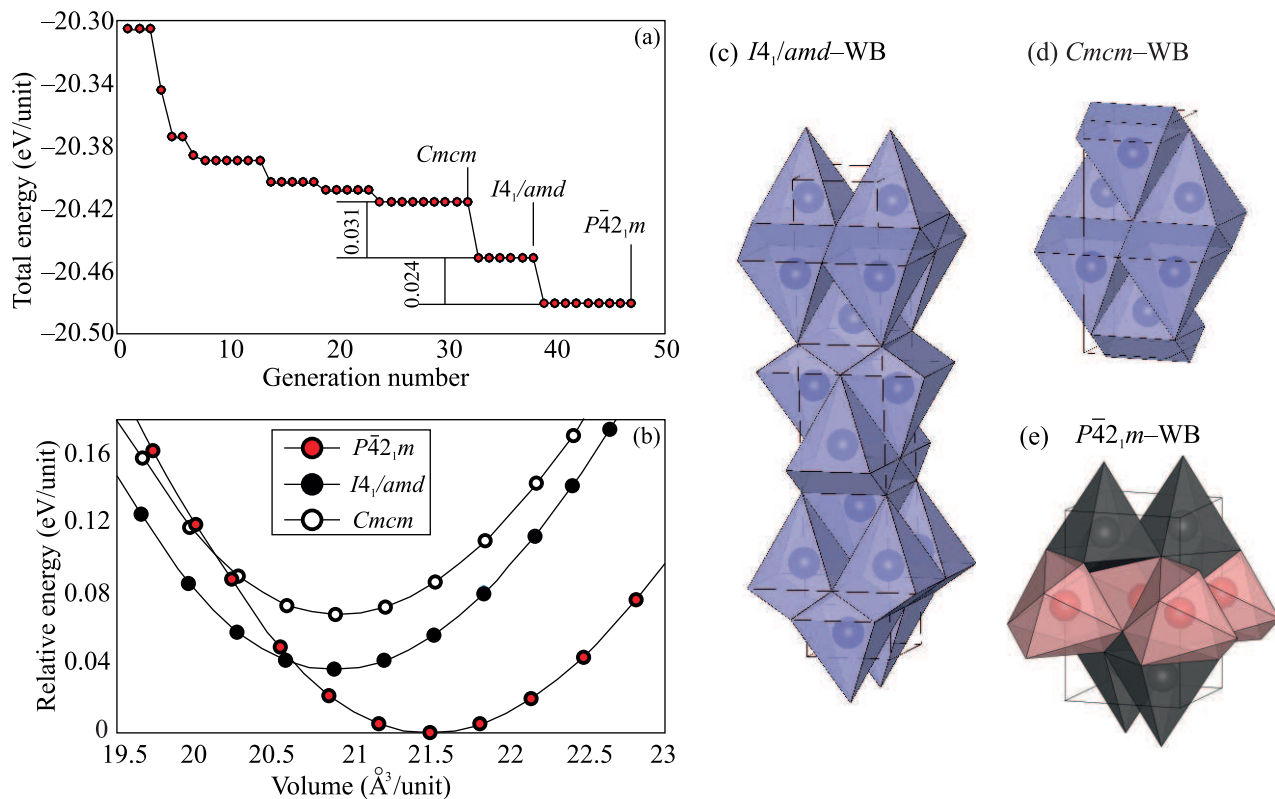 (a)
Total energy (eV/unit)
–20.30
–20.34
–20.38
–20.42
–20.46
–20.50
Cmcm
I4₁/amd
P4̄2₁m
0.031
0.024
0 10 20 30 40 50
Generation number
(b)
Relative energy (eV/unit)
0.16
0.12
0.08
0.04
0
P4̄2₁m
I4₁/amd
Cmcm
19.5 20 20.5 21 21.5 22 22.5 23
Volume (Å³/unit)
(c) I4₁/amd–WB
(d) Cmcm–WB
(e) P4̄2₁m–WB